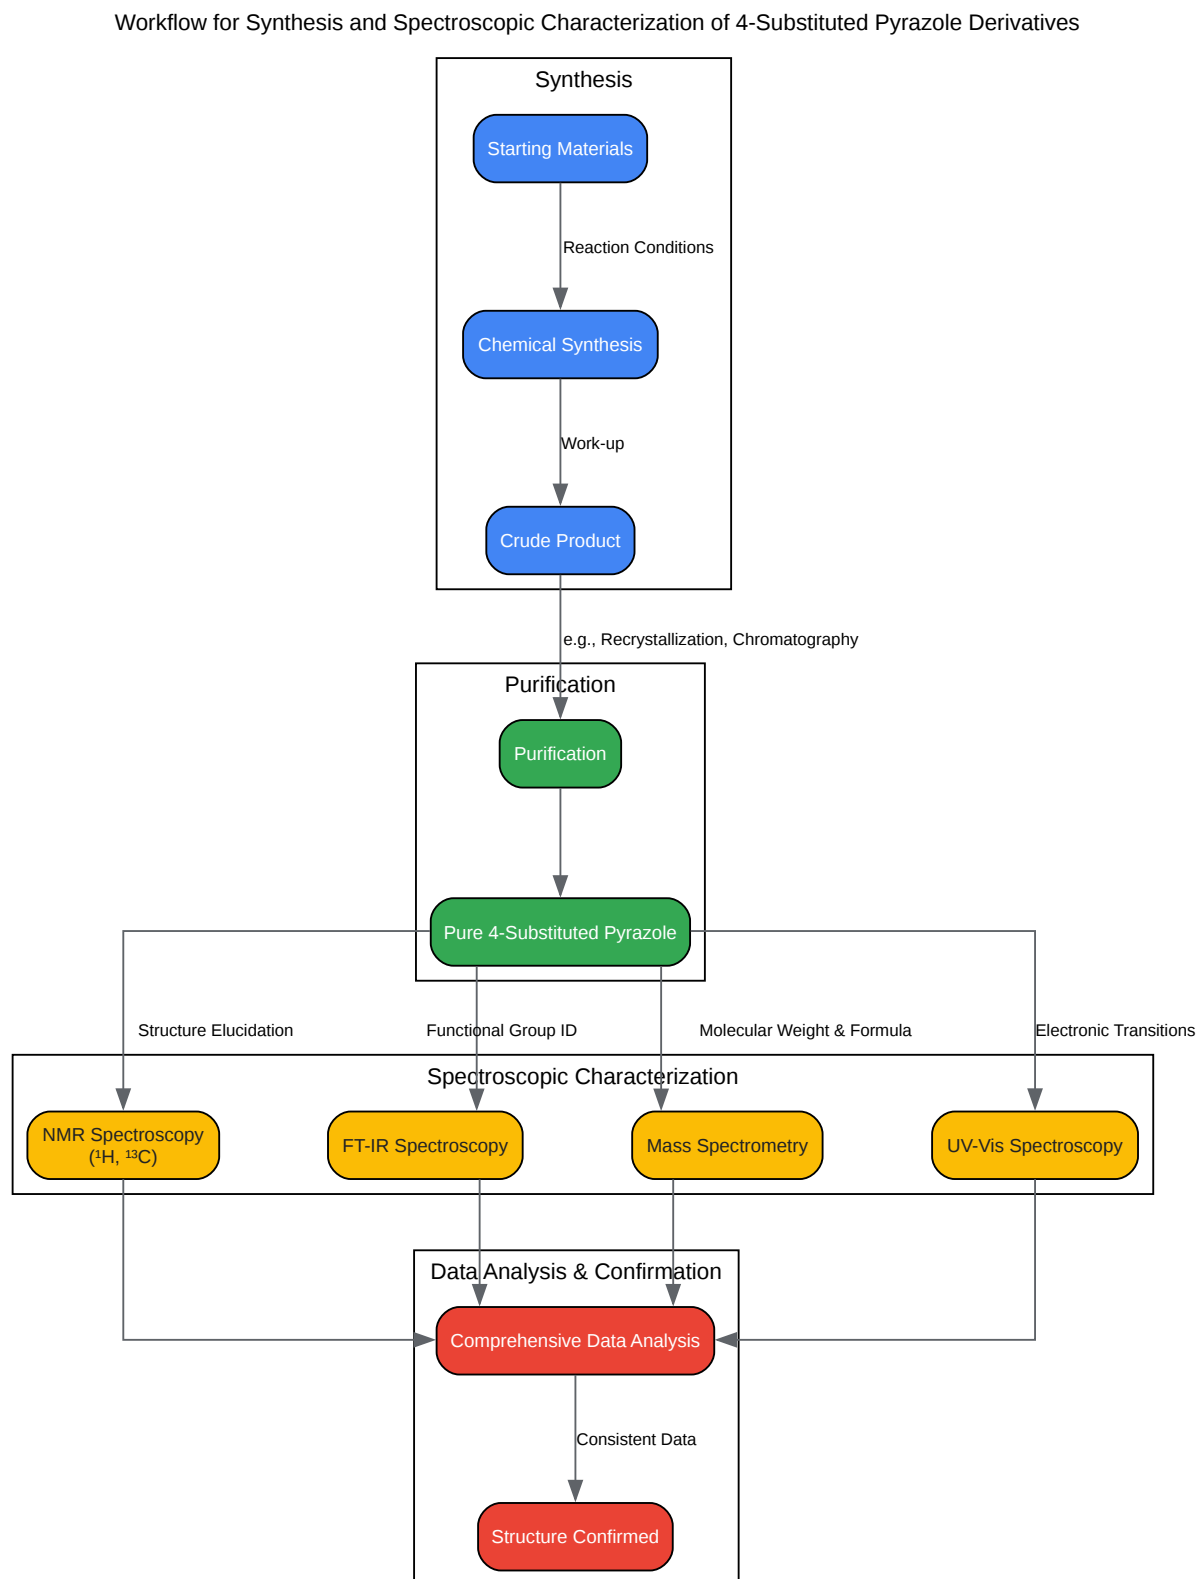 Workflow for Synthesis and Spectroscopic Characterization of 4-Substituted Pyrazole Derivatives
Synthesis
Starting Materials
Reaction Conditions
Chemical Synthesis
Work-up
Crude Product
e.g., Recrystallization, Chromatography
Purification
Purification
Pure 4-Substituted Pyrazole
Structure Elucidation
Functional Group ID
Molecular Weight & Formula
Electronic Transitions
Spectroscopic Characterization
NMR Spectroscopy
(¹H, ¹³C)
FT-IR Spectroscopy
Mass Spectrometry
UV-Vis Spectroscopy
Data Analysis & Confirmation
Comprehensive Data Analysis
Consistent Data
Structure Confirmed